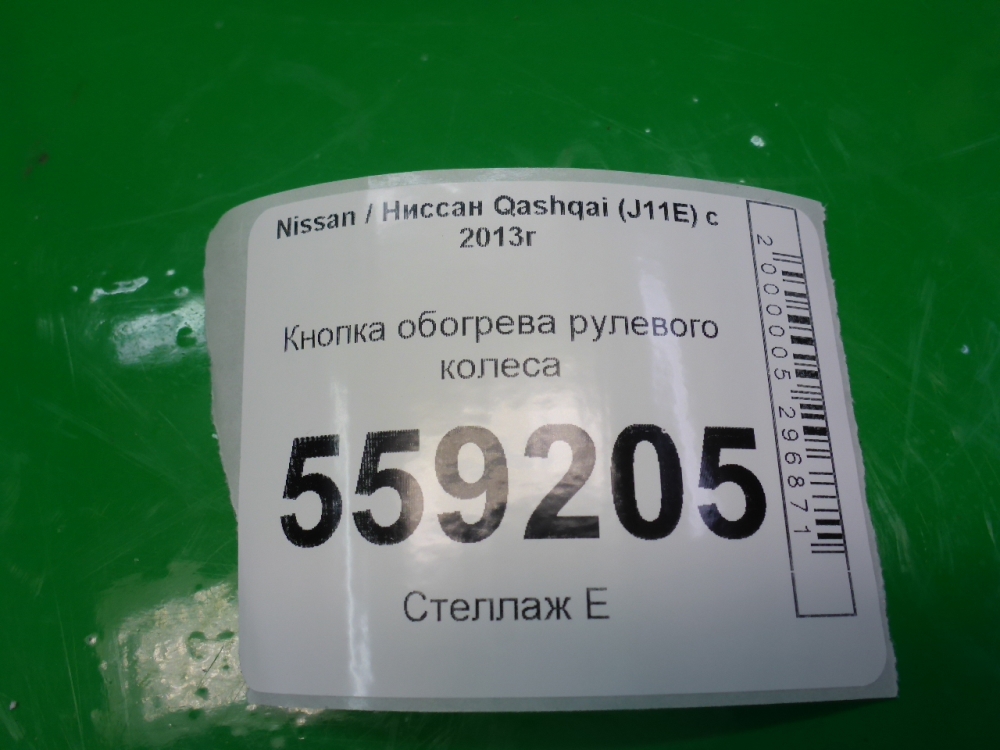 Nissan / Ниссан Qashqai (J11E) с
2013г
Кнопка обогрева рулевого
колеса
559205
Стеллаж E
2000005296871